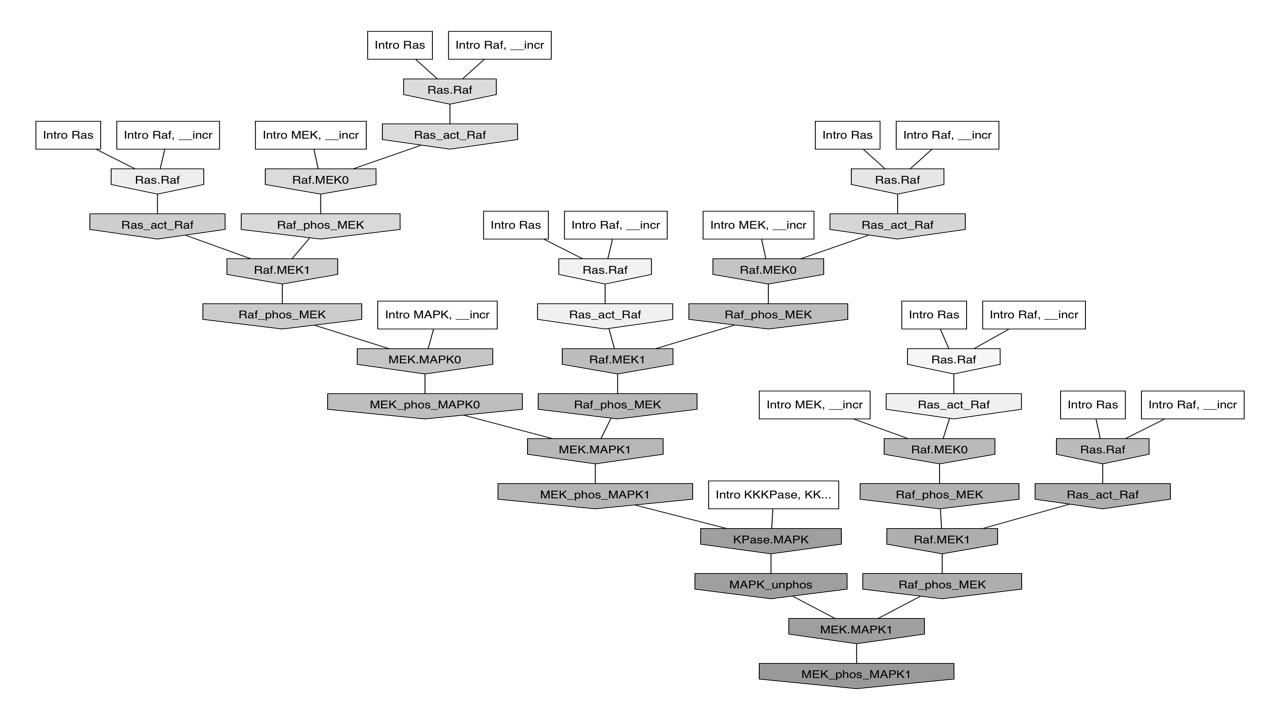 Intro Ras
Intro Raf, __incr
Ras.Raf
Intro Ras
Intro Raf, __incr
Intro MEK, __incr
Ras_act_Raf
Intro Ras
Intro Raf, __incr
Ras.Raf
Raf.MEK0
Ras.Raf
Ras_act_Raf
Raf_phos_MEK
Intro Ras
Intro Raf, __incr
Intro MEK, __incr
Ras_act_Raf
Raf.MEK1
Ras.Raf
Raf.MEK0
Raf_phos_MEK
Intro MAPK, __incr
Ras_act_Raf
Raf_phos_MEK
Intro Ras
Intro Raf, __incr
MEK.MAPK0
Raf.MEK1
Ras.Raf
MEK_phos_MAPK0
Raf_phos_MEK
Intro MEK, __incr
Ras_act_Raf
Intro Ras
Intro Raf, __incr
MEK.MAPK1
Raf.MEK0
Ras.Raf
MEK_phos_MAPK1
Intro KKKPase, KK...
Raf_phos_MEK
Ras_act_Raf
KPase.MAPK
Raf.MEK1
MAPK_unphos
Raf_phos_MEK
MEK.MAPK1
MEK_phos_MAPK1